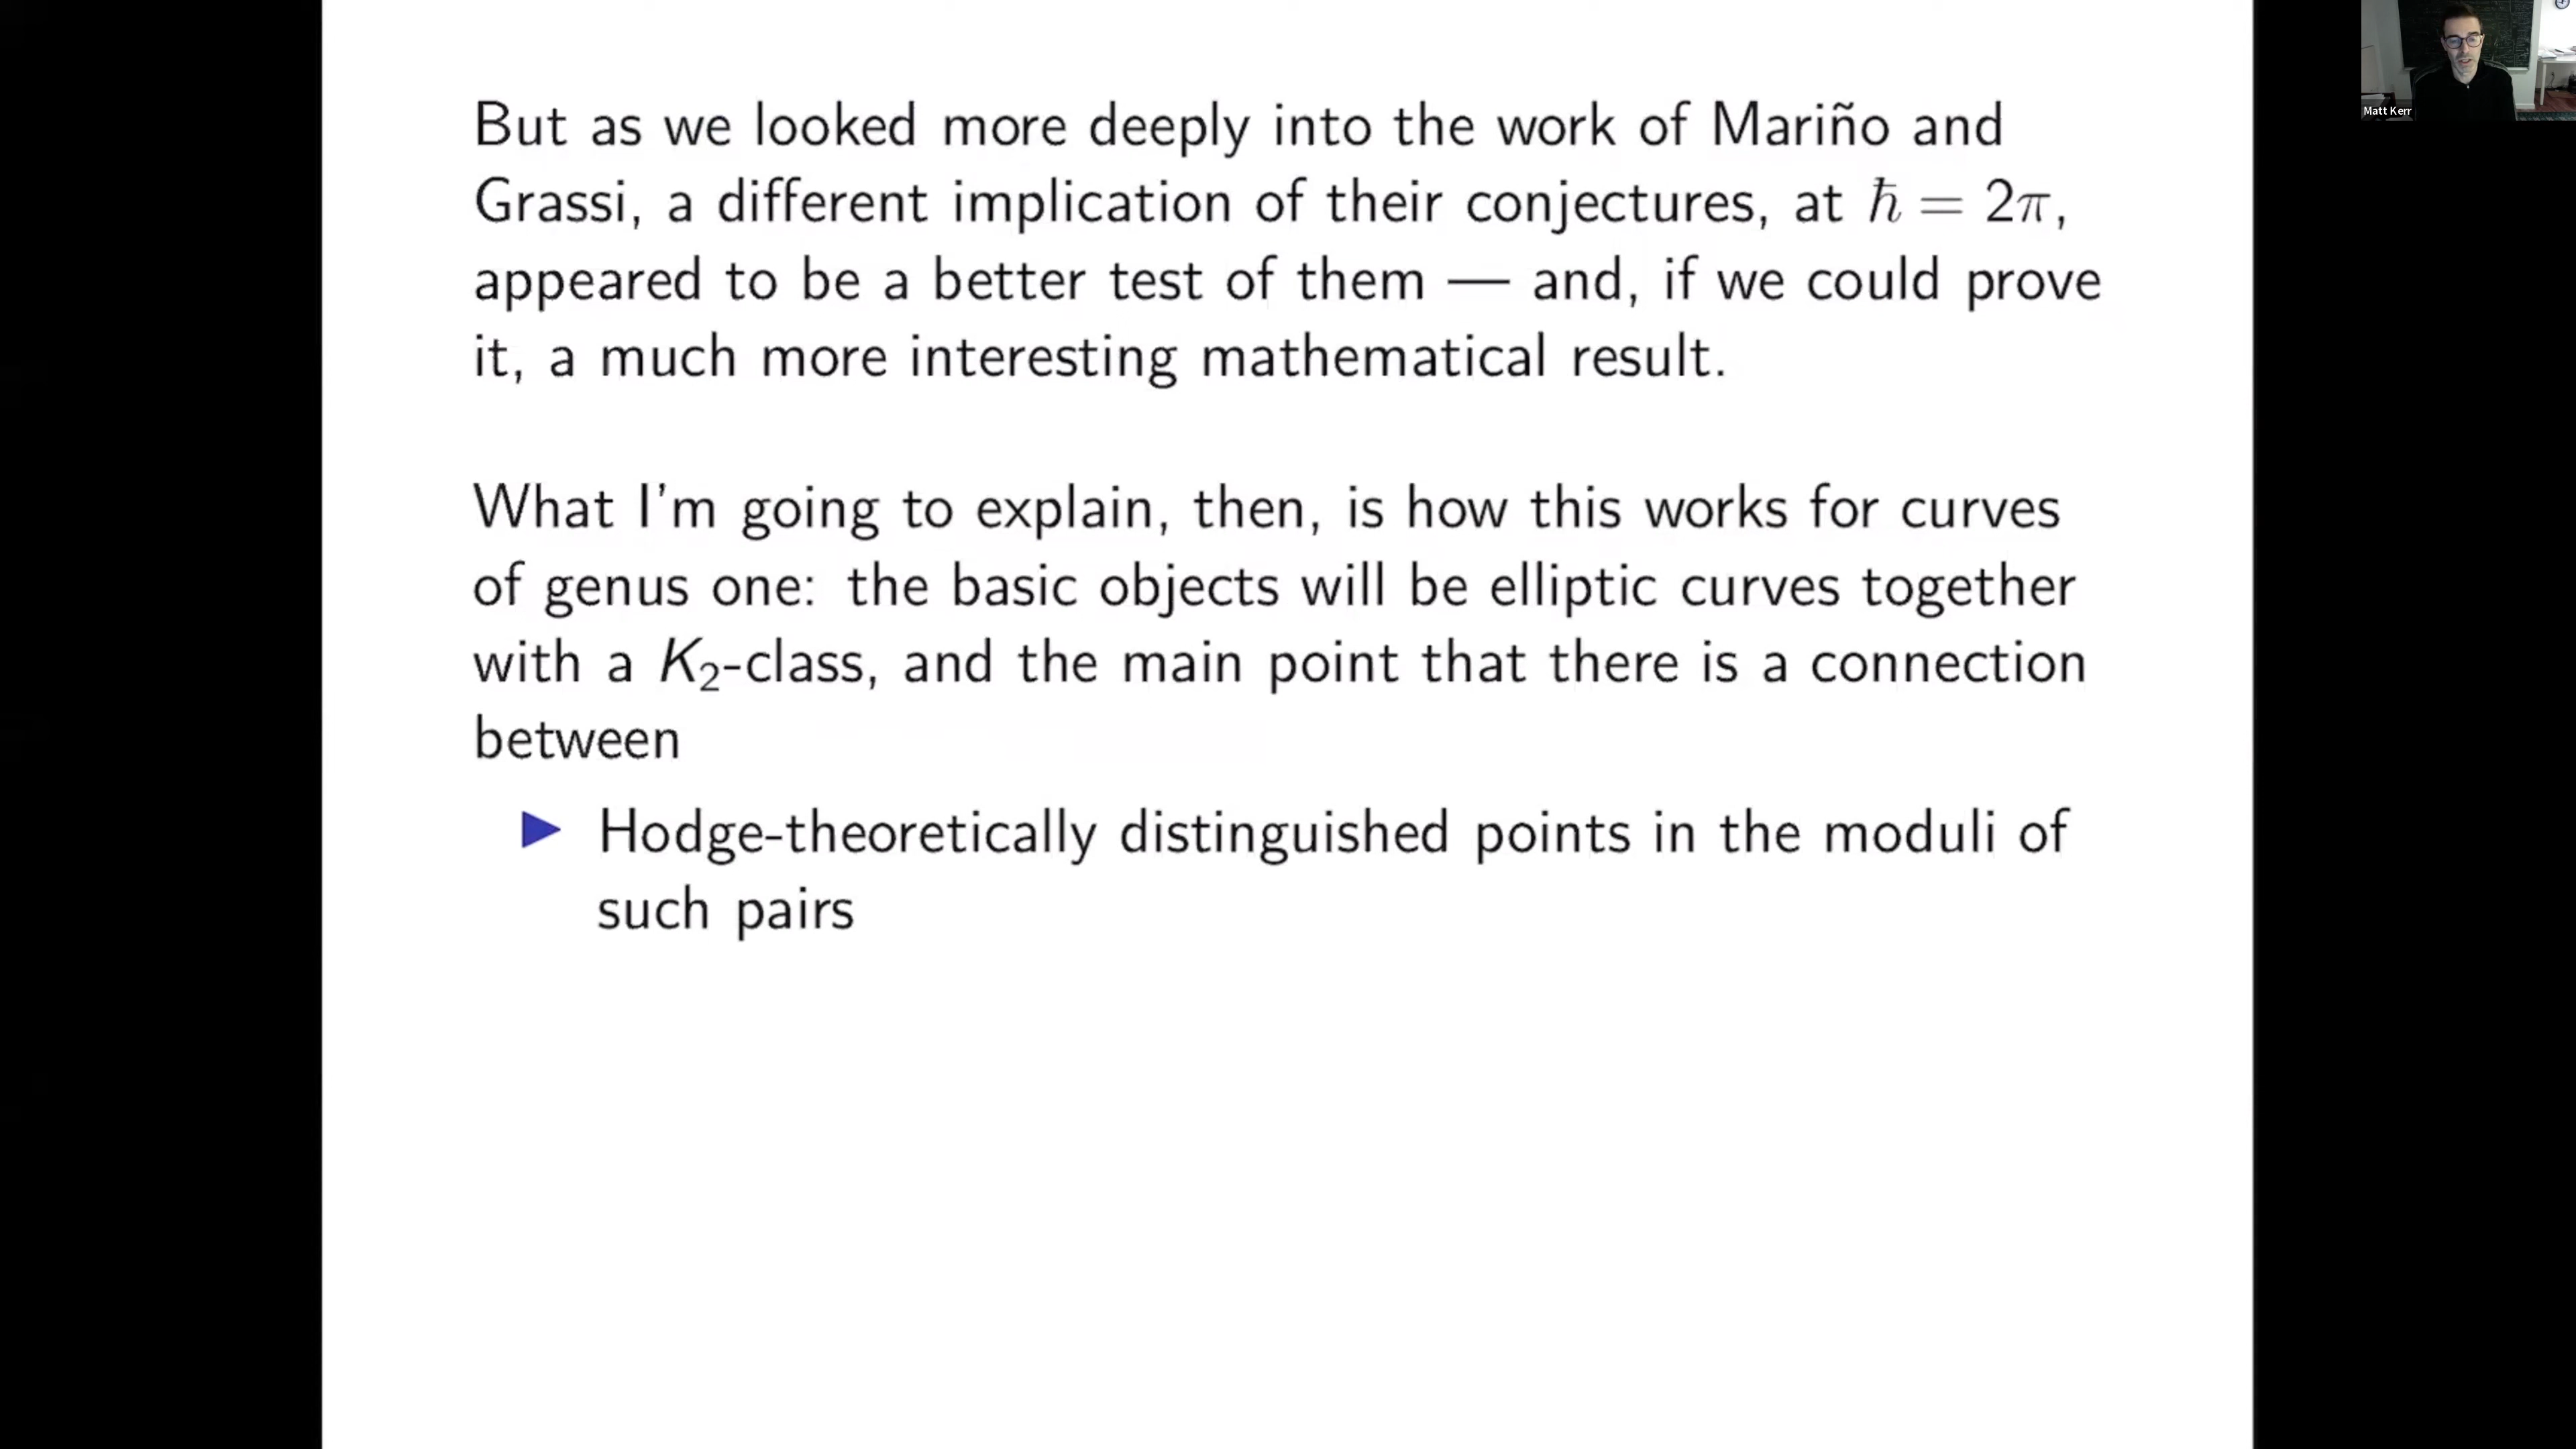 But as we looked more deeply into the work of Mariño and
Grassi, a different implication of their conjectures, at ℏ = 2π,
appeared to be a better test of them — and, if we could prove
it, a much more interesting mathematical result.
What I'm going to explain, then, is how this works for curves
of genus one: the basic objects will be elliptic curves together
with a K₂-class, and the main point that there is a connection
between
▶ Hodge-theoretically distinguished points in the moduli of
such pairs
Matt Kerr